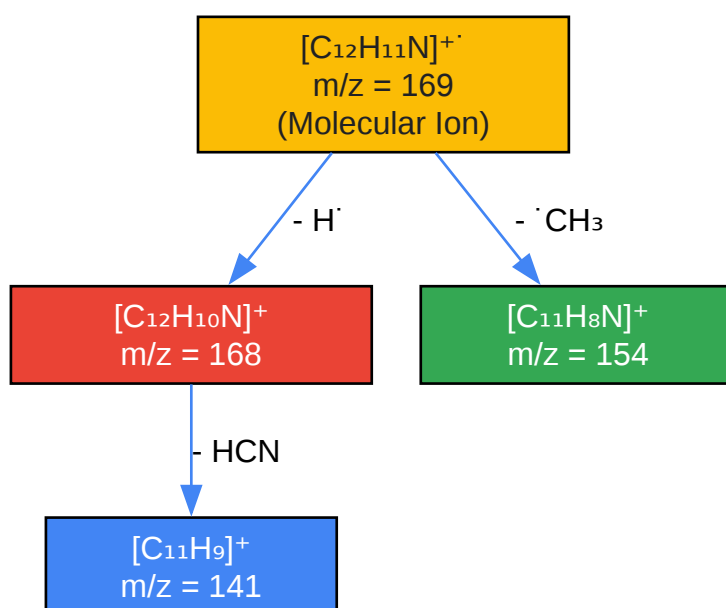 [C₁₂H₁₁N]⁺˙
m/z = 169
(Molecular Ion)
- H˙
- ˙CH₃
[C₁₂H₁₀N]⁺
m/z = 168
[C₁₁H₈N]⁺
m/z = 154
- HCN
[C₁₁H₉]⁺
m/z = 141